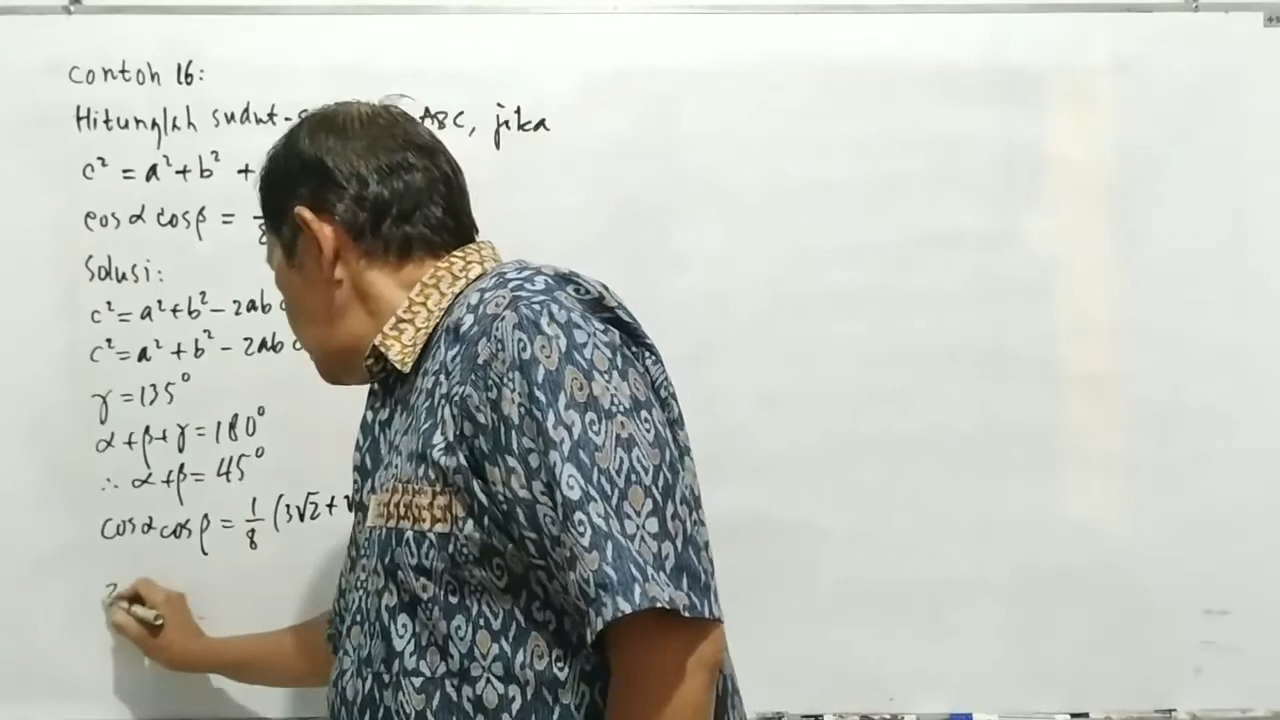 Contoh 16:
Hitunglah sudut- ABC, jika
c² = a² + b² +
cos α cos β =
Solusi:
c² = a² + b² - 2ab
c² = a² + b² - 2ab
γ = 135°
α + β + γ = 180°
∴ α + β = 45°
cos α cos β = 1/8 (3√2 +
2